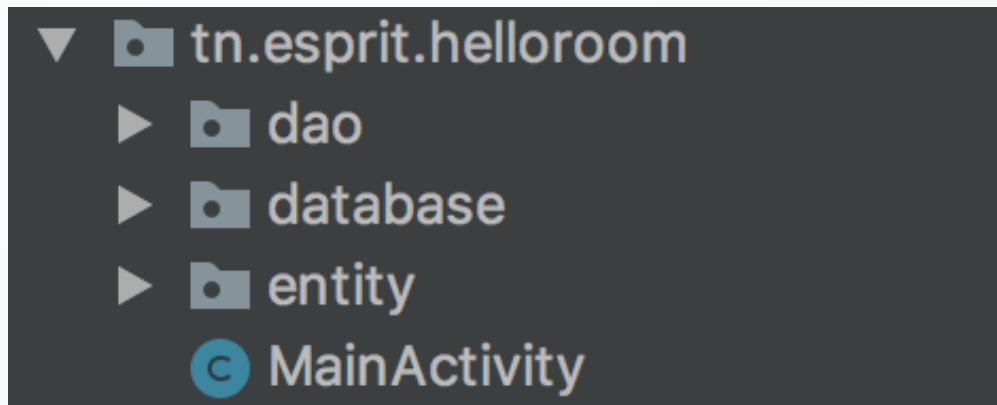 tn.esprit.helloroom
dao
database
entity
C MainActivity